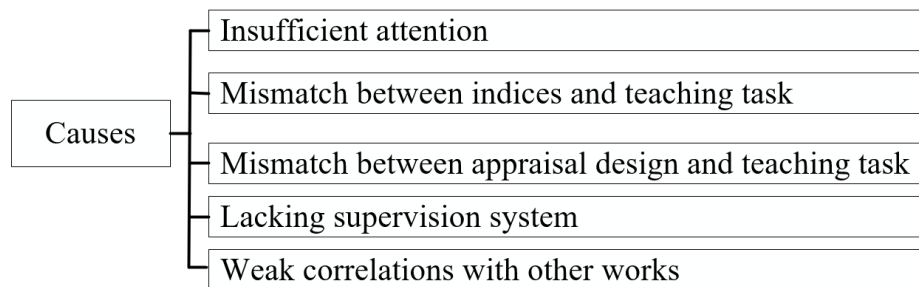 Insufficient attention
Mismatch between indices and teaching task
Causes
Mismatch between appraisal design and teaching task
Lacking supervision system
Weak correlations with other works